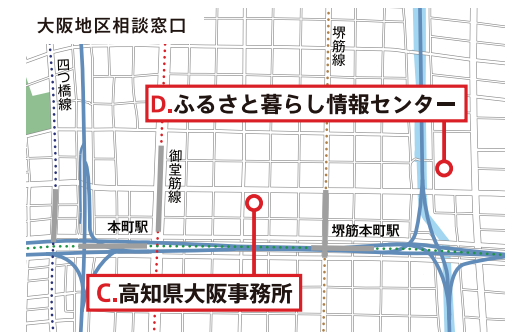 大阪地区相談窓口
四つ橋線
堺筋線
D.ふるさと暮らし情報センター
御堂筋線
本町駅
堺筋本町駅
C.高知県大阪事務所